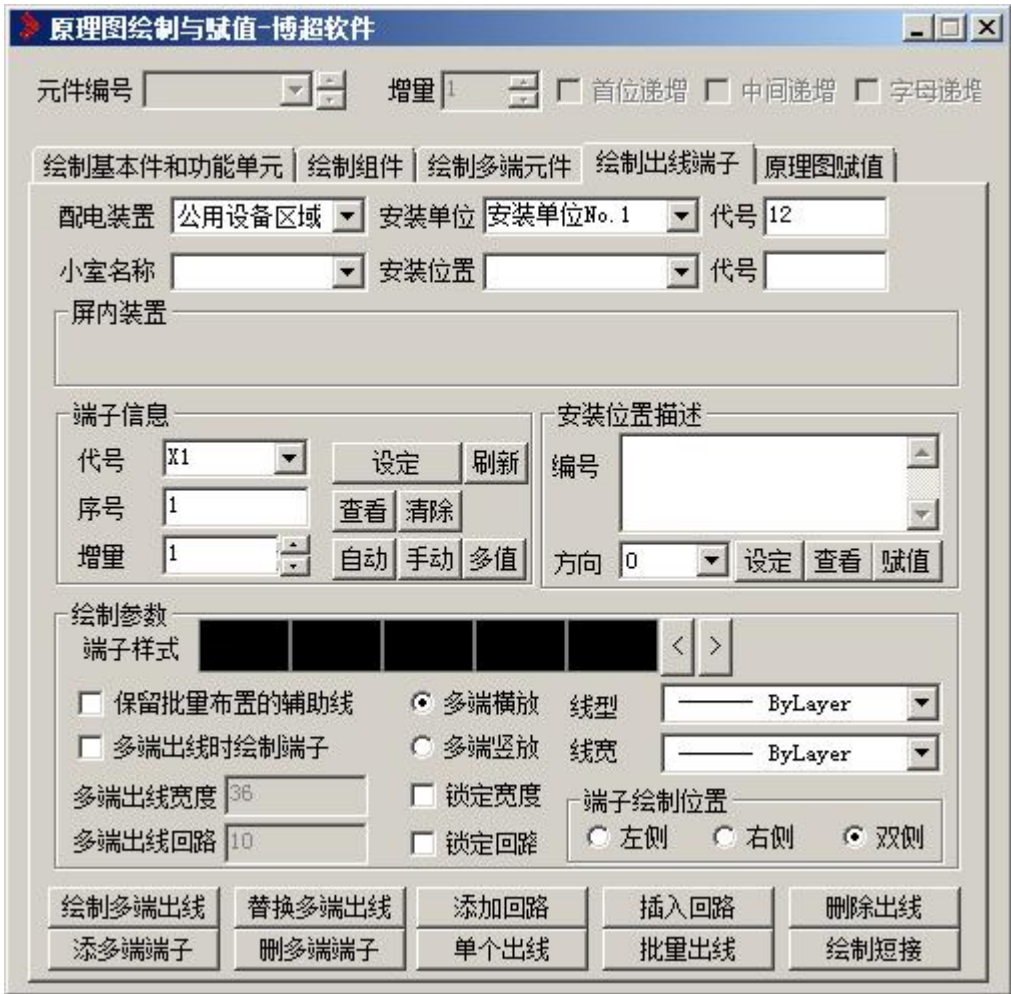 原理图绘制与赋值-博超软件
元件编号 增量 1 首位递增 中间递增 字母递增
绘制基本件和功能单元 绘制组件 绘制多端元件 绘制出线端子 原理图赋值
配电装置 公用设备区域 安装单位 安装单位No.1 代号 12
小室名称 安装位置 代号
屏内装置
端子信息 安装位置描述
代号 X1 设定 刷新 编号
序号 1 查看 清除
增量 1 自动 手动 多值 方向 0 设定 查看 赋值
绘制参数
端子样式 < >
保留批量布置的辅助线 多端横放 线型 ByLayer
多端出线时绘制端子 多端竖放 线宽 ByLayer
多端出线宽度 36 锁定宽度 端子绘制位置
多端出线回路 10 锁定回路 左侧 右侧 双侧
绘制多端出线 替换多端出线 添加回路 插入回路 删除出线
添多端端子 删多端端子 单个出线 批量出线 绘制短接